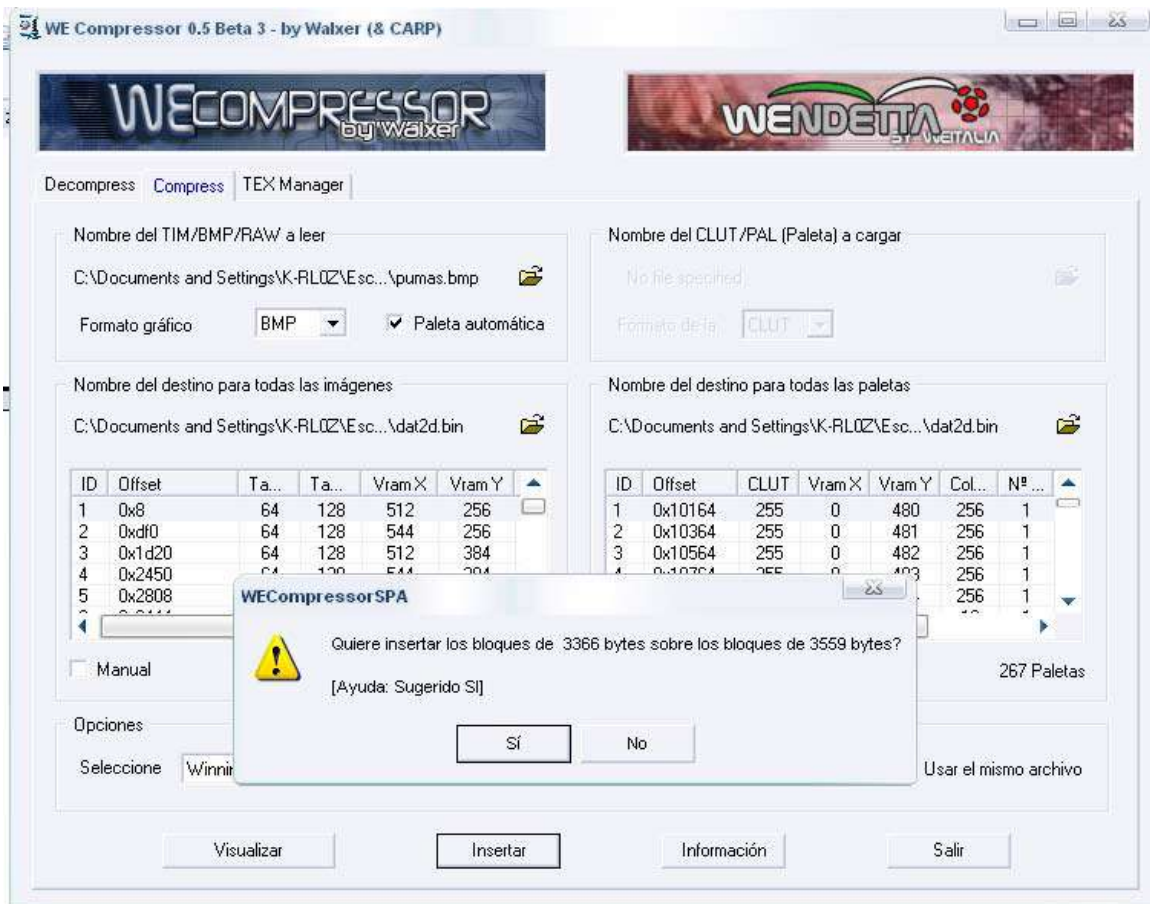 WE Compressor 0.5 Beta 3 - by Walxer (& CARP)
WECOMPRESSOR
by Walxer
WENDETTA
BY WEITALIA
Decompress Compress TEX Manager
Nombre del TIM/BMP/RAW a leer
C:\Documents and Settings\K-RL0Z\Esc...\pumas.bmp
Formato gráfico BMP Paleta automática
Nombre del CLUT/PAL (Paleta) a cargar
No file specified
Formato de la CLUT
Nombre del destino para todas las imágenes
C:\Documents and Settings\K-RL0Z\Esc...\dat2d.bin
ID Offset Ta... Ta... Vram X Vram Y
1 0x8 64 128 512 256
2 0xdf0 64 128 544 256
3 0x1d20 64 128 512 384
4 0x2450
5 0x2808
Manual
Nombre del destino para todas las paletas
C:\Documents and Settings\K-RL0Z\Esc...\dat2d.bin
ID Offset CLUT Vram X Vram Y Col... Nº ...
1 0x10164 255 0 480 256 1
2 0x10364 255 0 481 256 1
3 0x10564 255 0 482 256 1
256 1
256 1
267 Paletas
WECompressorSPA
Quiere insertar los bloques de 3366 bytes sobre los bloques de 3559 bytes?
[Ayuda: Sugerido SI]
Sí No
Opciones
Seleccione Winni
Usar el mismo archivo
Visualizar Insertar Información Salir